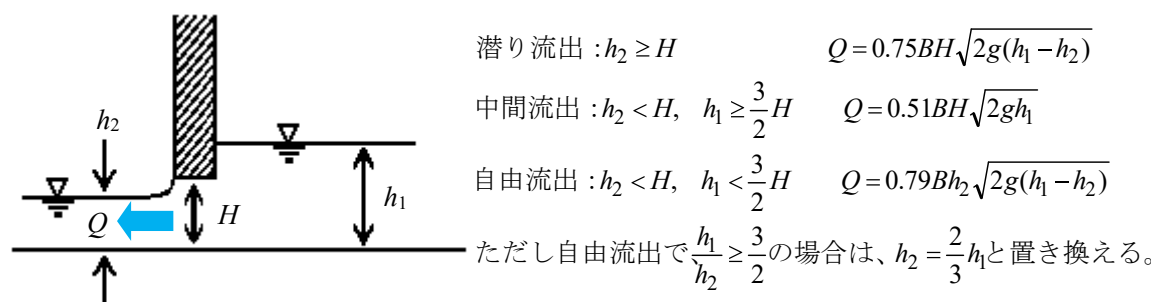 潜り流出 : h₂ ≥ H Q = 0.75BH√(2g(h₁ − h₂))
中間流出 : h₂ < H, h₁ ≥ 3/2 H Q = 0.51BH√(2gh₁)
自由流出 : h₂ < H, h₁ < 3/2 H Q = 0.79Bh₂√(2g(h₁ − h₂))
ただし自由流出で h₁/h₂ ≥ 3/2 の場合は、h₂ = 2/3 h₁と置き換える。
h₂
Q
H
h₁